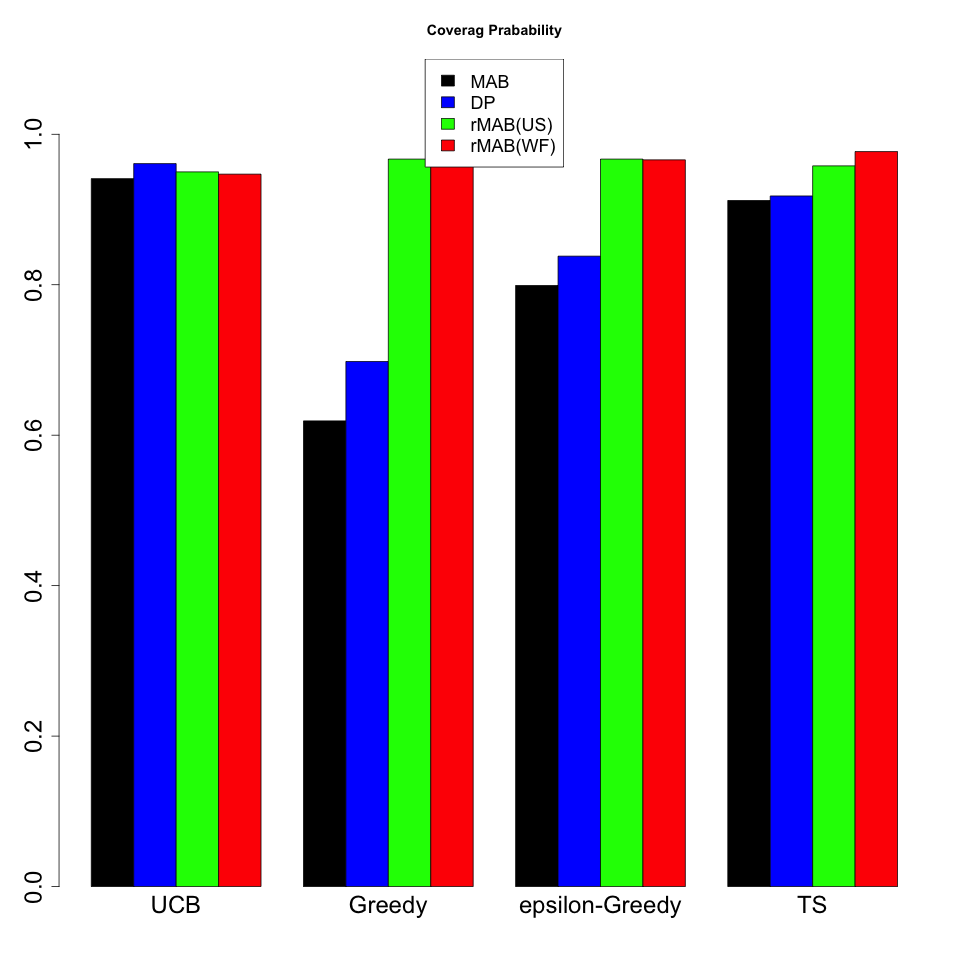 Coverag Prabability
MAB
DP
rMAB(US)
rMAB(WF)
1.0
0.8
0.6
0.4
0.2
0.0
UCB
Greedy
epsilon-Greedy
TS